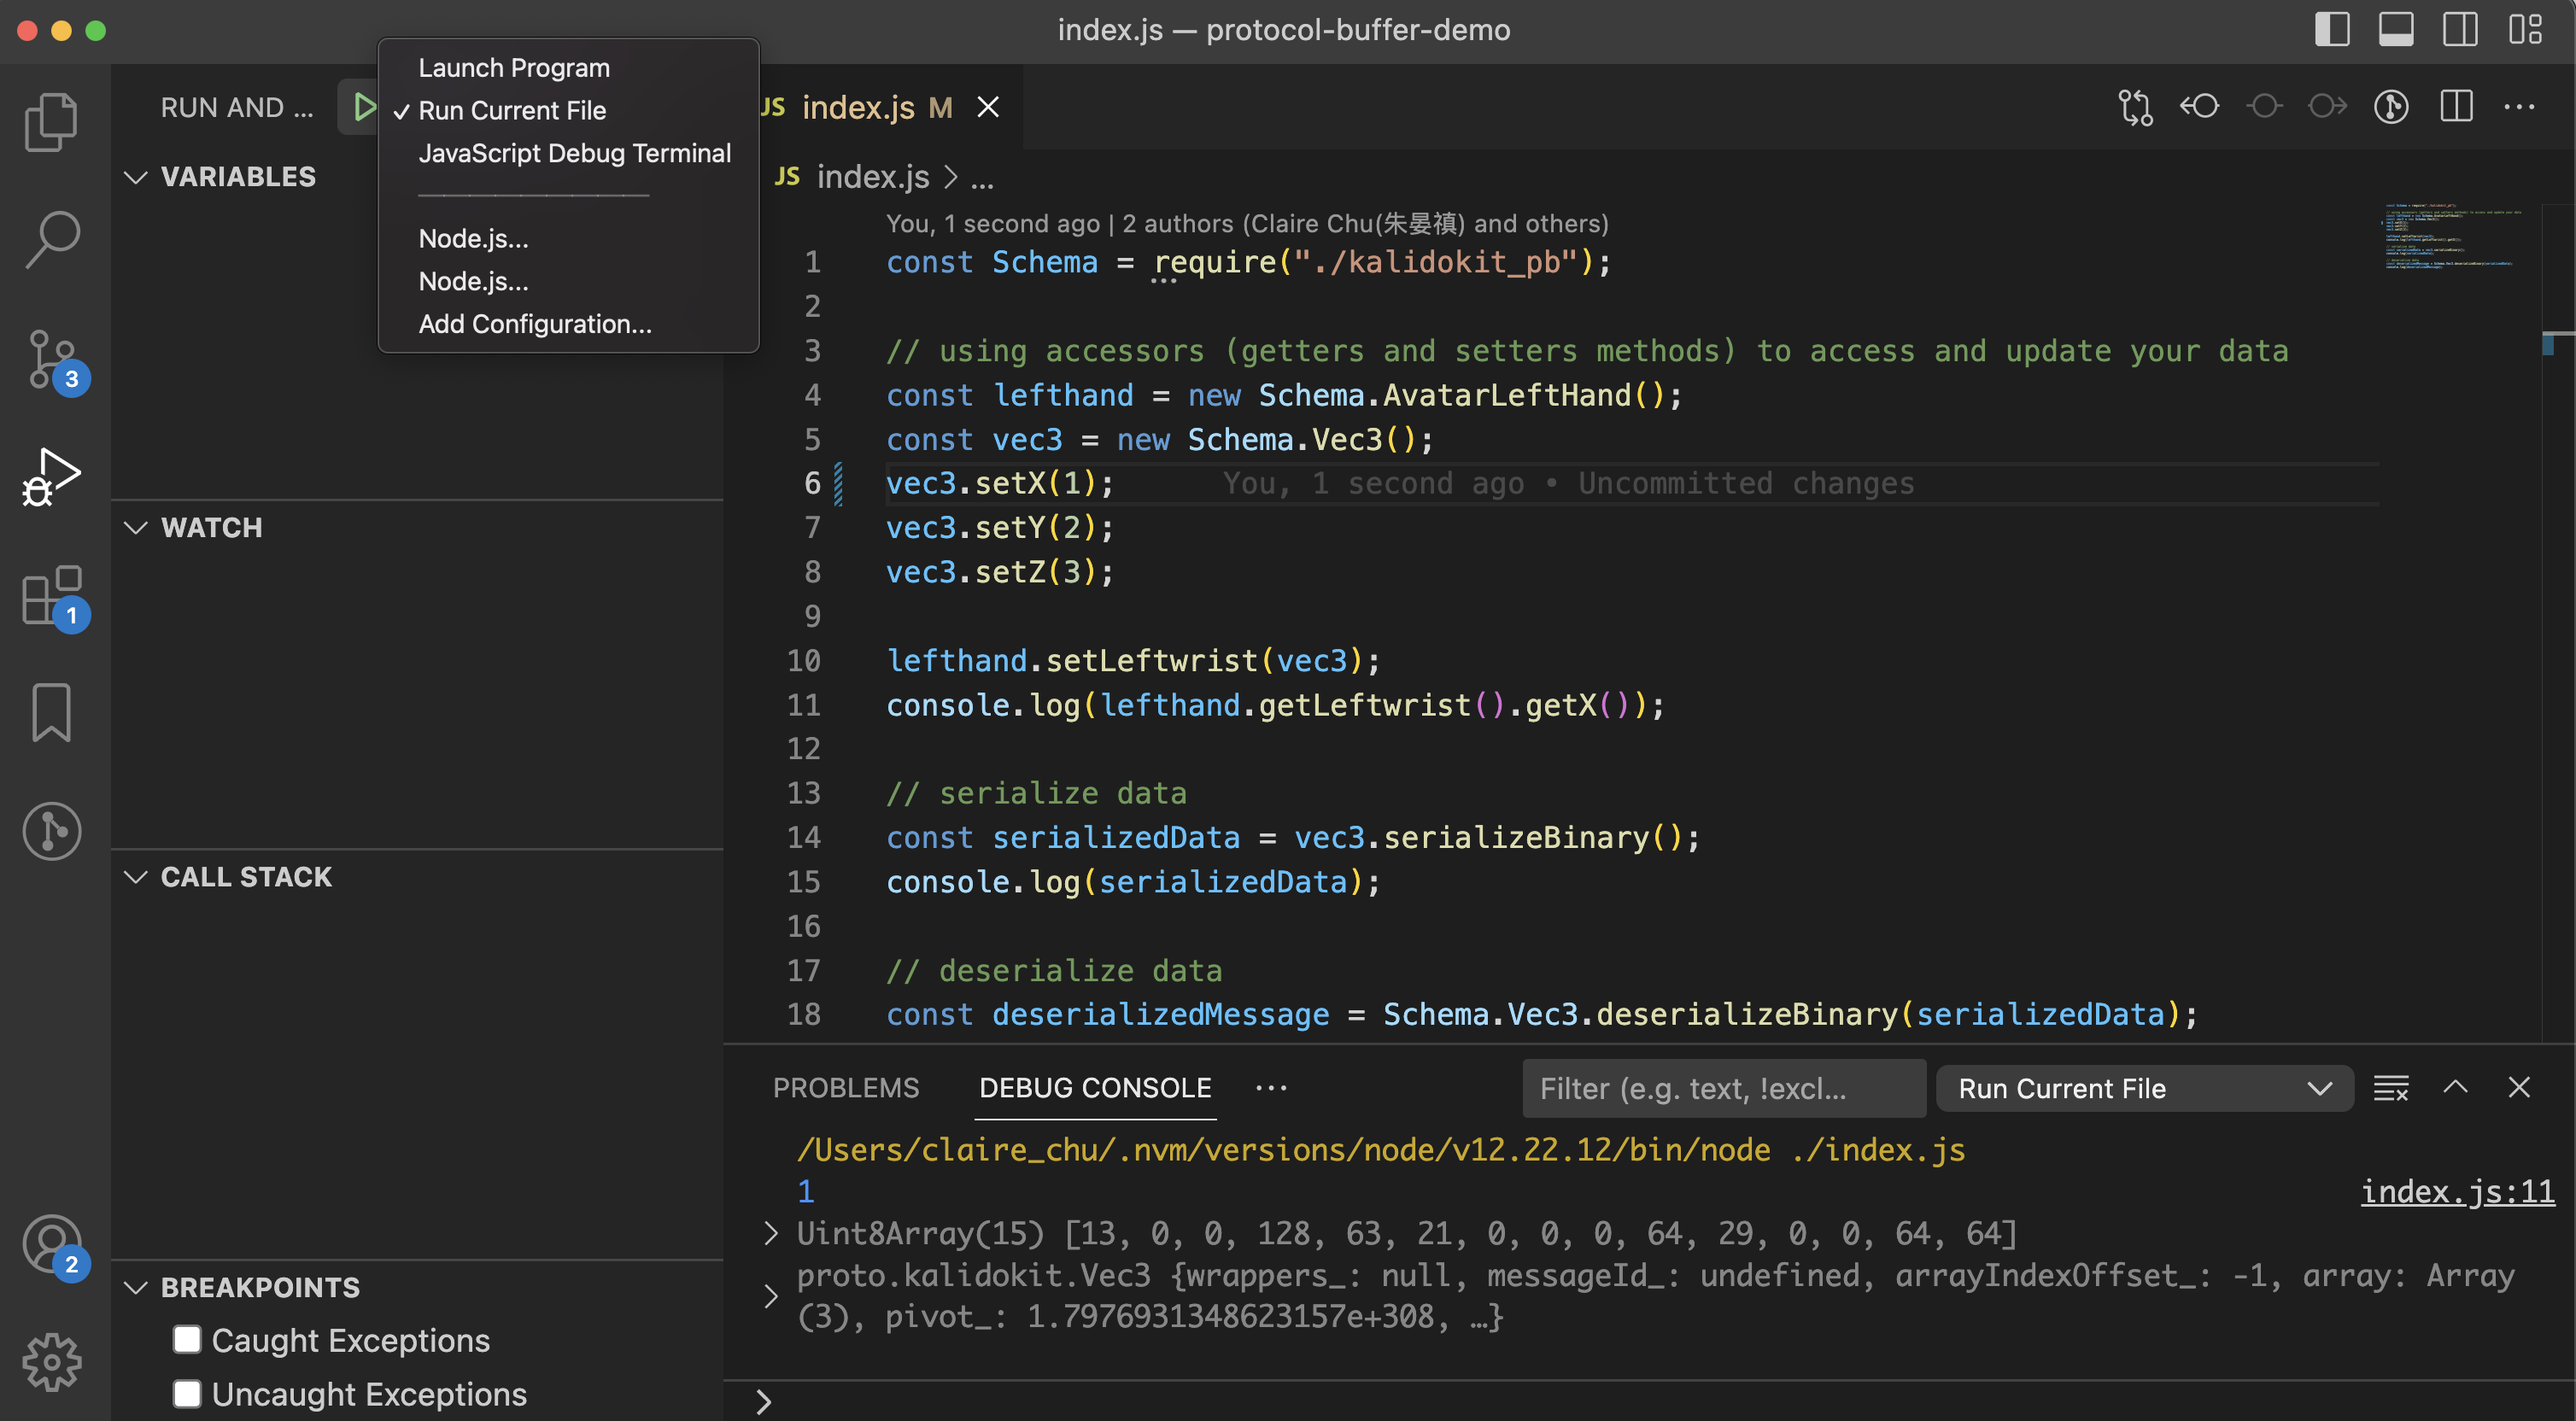 index.js — protocol-buffer-demo
RUN AND ...
Launch Program
✓ Run Current File
JavaScript Debug Terminal
Node.js...
Node.js...
Add Configuration...
VARIABLES
WATCH
CALL STACK
BREAKPOINTS
Caught Exceptions
Uncaught Exceptions
3
1
2
JS index.js M
JS index.js > ...
You, 1 second ago | 2 authors (Claire Chu(朱晏禛) and others)
1 const Schema = require("./kalidokit_pb");
2
3 // using accessors (getters and setters methods) to access and update your data
4 const lefthand = new Schema.AvatarLeftHand();
5 const vec3 = new Schema.Vec3();
6 vec3.setX(1); You, 1 second ago • Uncommitted changes
7 vec3.setY(2);
8 vec3.setZ(3);
9
10 lefthand.setLeftwrist(vec3);
11 console.log(lefthand.getLeftwrist().getX());
12
13 // serialize data
14 const serializedData = vec3.serializeBinary();
15 console.log(serializedData);
16
17 // deserialize data
18 const deserializedMessage = Schema.Vec3.deserializeBinary(serializedData);
PROBLEMS DEBUG CONSOLE ... Filter (e.g. text, !excl... Run Current File
/Users/claire_chu/.nvm/versions/node/v12.22.12/bin/node ./index.js
1 index.js:11
> Uint8Array(15) [13, 0, 0, 128, 63, 21, 0, 0, 0, 64, 29, 0, 0, 64, 64]
> proto.kalidokit.Vec3 {wrappers_: null, messageId_: undefined, arrayIndexOffset_: -1, array: Array
(3), pivot_: 1.7976931348623157e+308, …}
>